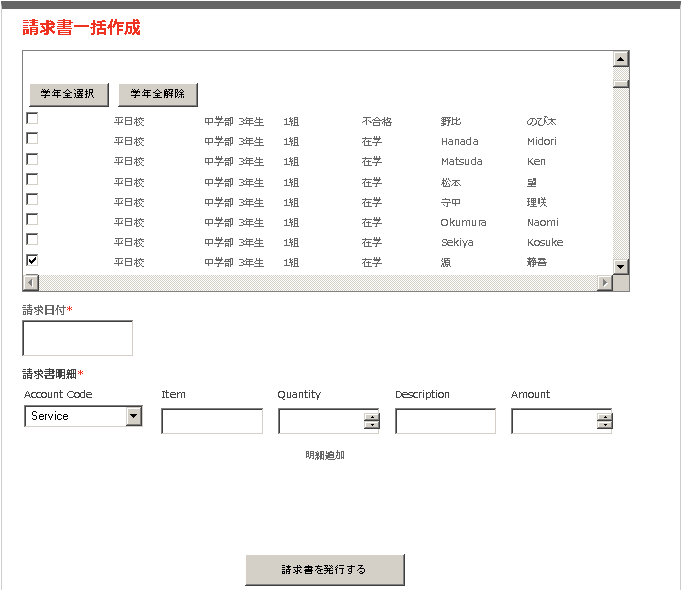 請求書一括作成
学年全選択 学年全解除
平日校 中学部 3年生 1組 不合格 野比 のび太
平日校 中学部 3年生 1組 在学 Hanada Midori
平日校 中学部 3年生 1組 在学 Matsuda Ken
平日校 中学部 3年生 1組 在学 松本 望
平日校 中学部 3年生 1組 在学 守中 理咲
平日校 中学部 3年生 1組 在学 Okumura Naomi
平日校 中学部 3年生 1組 在学 Sekiya Kosuke
平日校 中学部 3年生 1組 在学 源 静香
請求日付*
請求書明細*
Account Code Item Quantity Description Amount
Service
明細追加
請求書を発行する